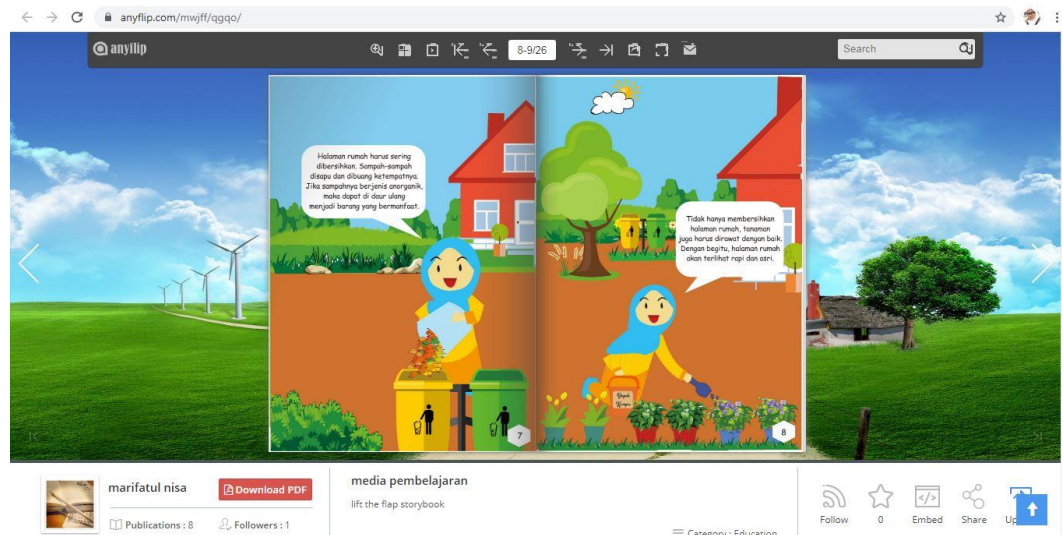 anyflip.com/mwjff/qgqo/
anyflip
8-9/26
Search
Halaman rumah harus sering
dibersihkan. Sampah-sampah
disapu dan dibuang ketempatnya.
Jika sampahnya berjenis anorganik,
maka dapat di daur ulang
menjadi barang yang bermanfaat.
Tidak hanya membersihkan
halaman rumah, tanaman
juga harus dirawat dengan baik.
Dengan begitu, halaman rumah
akan terlihat rapi dan asri.
Pupuk
Kompos
7
8
marifatul nisa
Download PDF
Publications : 8
Followers : 1
media pembelajaran
lift the flap storybook
Category : Education
Follow
0
Embed
Share